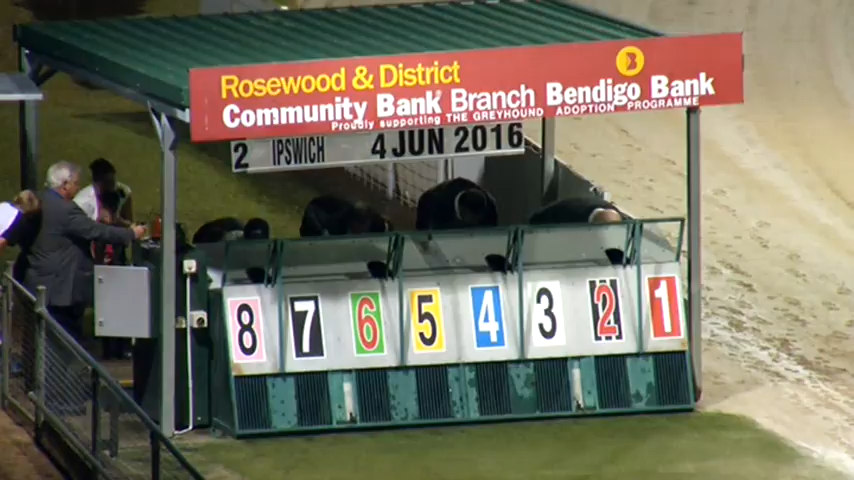 Rosewood & District
Community Bank Branch Bendigo Bank
Proudly supporting THE GREYHOUND ADOPTION PROGRAMME
2 IPSWICH 4 JUN 2016
8 7 6 5 4 3 2 1